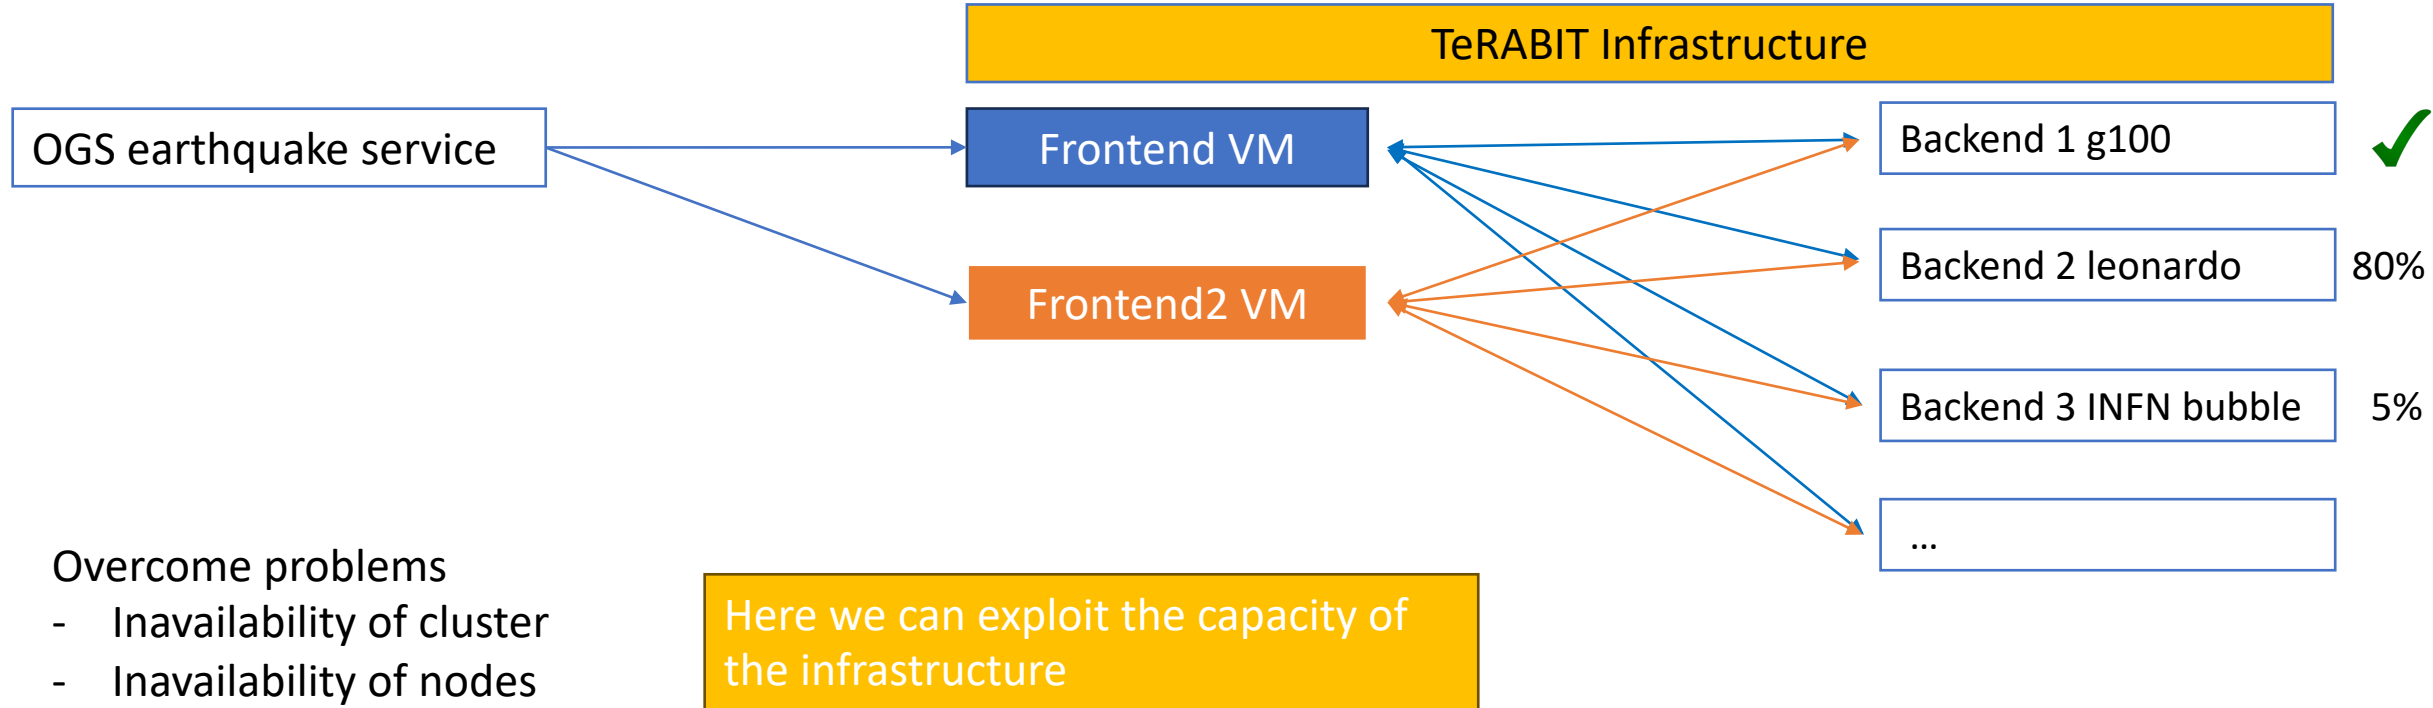 TeRABIT Infrastructure
OGS earthquake service
Frontend VM
Backend 1 g100
Backend 2 leonardo
80%
Frontend2 VM
Backend 3 INFN bubble
5%
...
Overcome problems
- Inavailability of cluster
- Inavailability of nodes
Here we can exploit the capacity of
the infrastructure